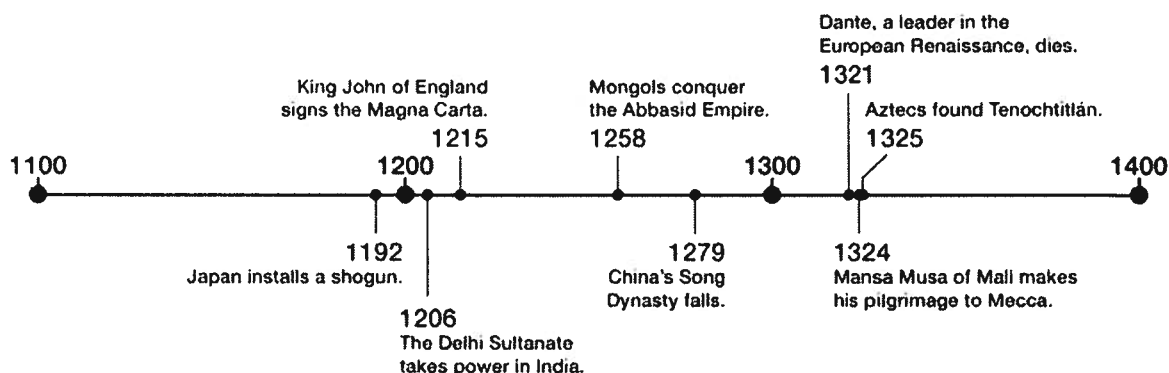 Dante, a leader in the
European Renaissance, dies.
1321
King John of England
signs the Magna Carta.
1215
Mongols conquer
the Abbasid Empire.
1258
Aztecs found Tenochtitlán.
1325
1100
1200
1300
1400
1192
Japan installs a shogun.
1206
The Delhi Sultanate
takes power in India.
1279
China's Song
Dynasty falls.
1324
Mansa Musa of Mali makes
his pilgrimage to Mecca.